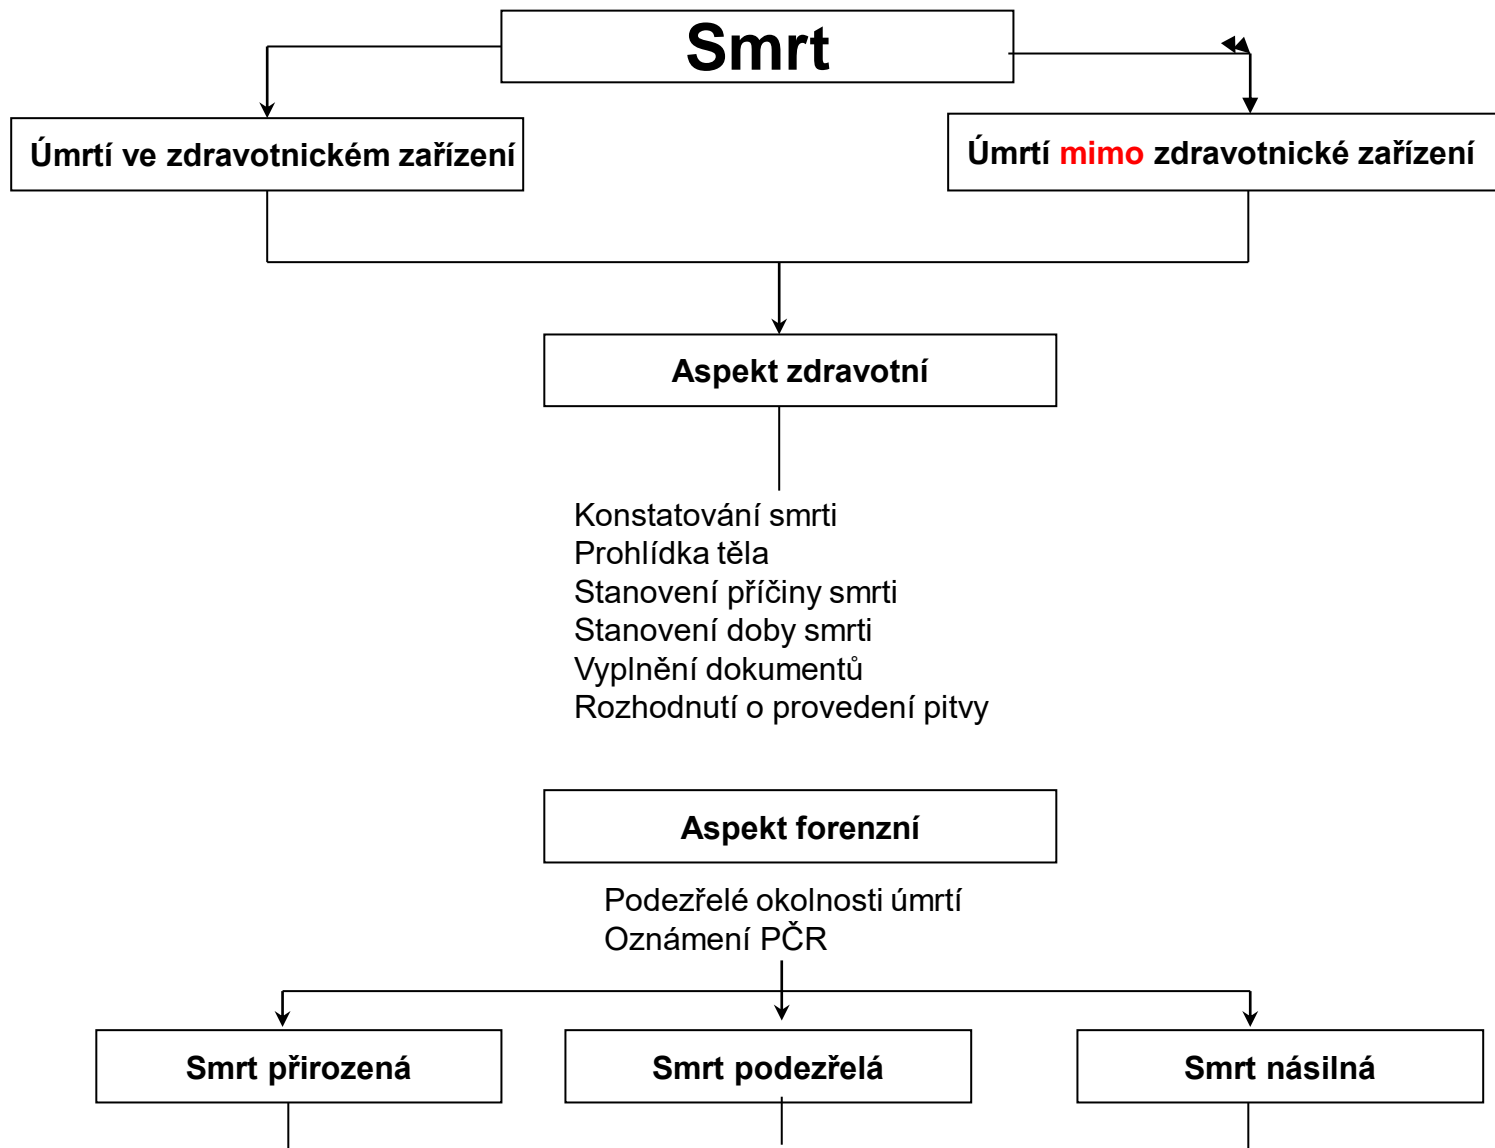 Smrt
Úmrtí ve zdravotnickém zařízení
Úmrtí mimo zdravotnické zařízení
Aspekt zdravotní
Konstatování smrti
Prohlídka těla
Stanovení příčiny smrti
Stanovení doby smrti
Vyplnění dokumentů
Rozhodnutí o provedení pitvy
Aspekt forenzní
Podezřelé okolnosti úmrtí
Oznámení PČR
Smrt přirozená
Smrt podezřelá
Smrt násilná